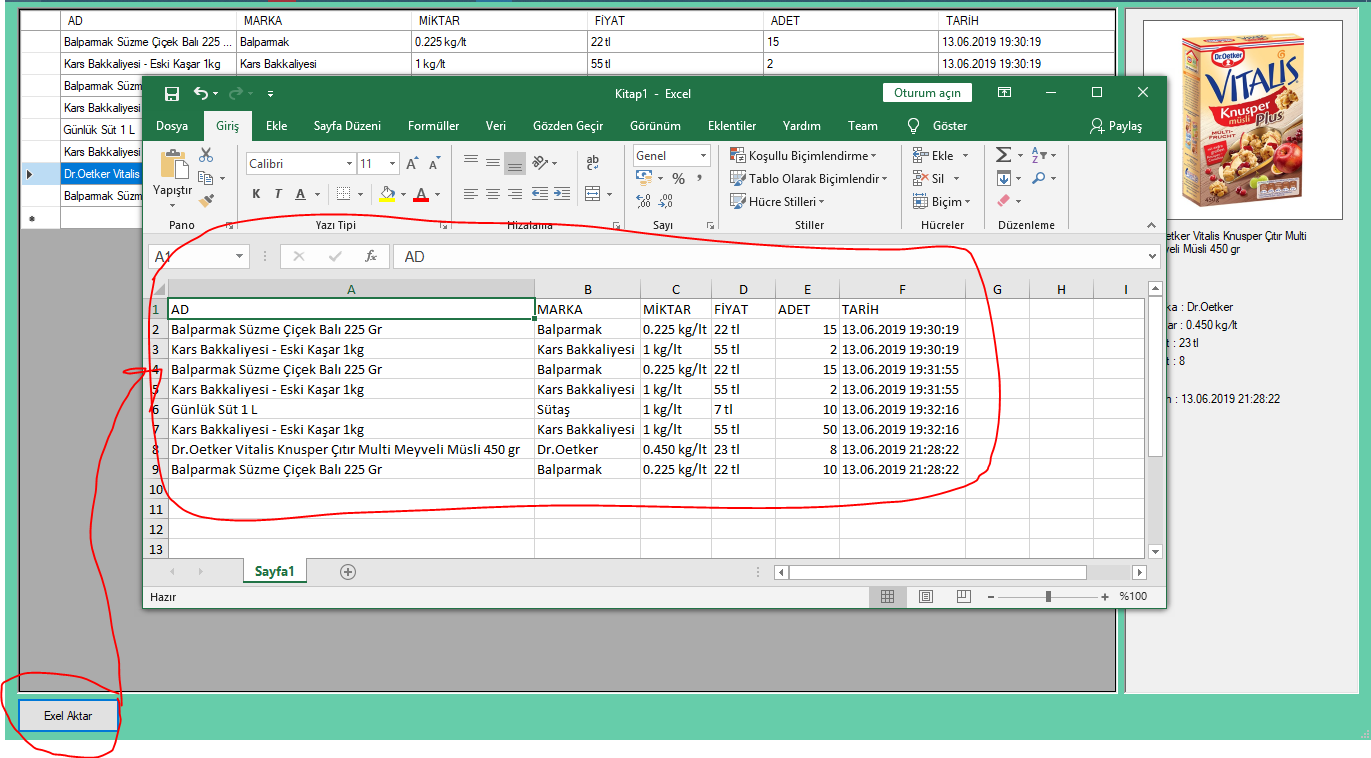 AD MARKA MİKTAR FİYAT ADET TARİH
Balparmak Süzme Çiçek Balı 225 ... Balparmak 0.225 kg/lt 22 tl 15 13.06.2019 19:30:19
Kars Bakkaliyesi - Eski Kaşar 1kg Kars Bakkaliyesi 1 kg/lt 55 tl 2 13.06.2019 19:30:19
Balparmak Süzm
Kars Bakkaliyesi
Günlük Süt 1 L
Kars Bakkaliyesi
Dr.Oetker Vitalis
Balparmak Süzm
Kitap1 - Excel Oturum açın
Dosya Giriş Ekle Sayfa Düzeni Formüller Veri Gözden Geçir Görünüm Eklentiler Yardım Team Göster Paylaş
Yapıştır
Calibri 11
K T A
Genel
Koşullu Biçimlendirme
Tablo Olarak Biçimlendir
Hücre Stilleri
Ekle
Sil
Biçim
Pano Yazı Tipi Hizalama Sayı Stiller Hücreler Düzenleme
A1 fx AD
A B C D E F G H I
1 AD MARKA MİKTAR FİYAT ADET TARİH
2 Balparmak Süzme Çiçek Balı 225 Gr Balparmak 0.225 kg/lt 22 tl 15 13.06.2019 19:30:19
3 Kars Bakkaliyesi - Eski Kaşar 1kg Kars Bakkaliyesi 1 kg/lt 55 tl 2 13.06.2019 19:30:19
4 Balparmak Süzme Çiçek Balı 225 Gr Balparmak 0.225 kg/lt 22 tl 15 13.06.2019 19:31:55
5 Kars Bakkaliyesi - Eski Kaşar 1kg Kars Bakkaliyesi 1 kg/lt 55 tl 2 13.06.2019 19:31:55
6 Günlük Süt 1 L Sütaş 1 kg/lt 7 tl 10 13.06.2019 19:32:16
7 Kars Bakkaliyesi - Eski Kaşar 1kg Kars Bakkaliyesi 1 kg/lt 55 tl 50 13.06.2019 19:32:16
8 Dr.Oetker Vitalis Knusper Çıtır Multi Meyveli Müsli 450 gr Dr.Oetker 0.450 kg/lt 23 tl 8 13.06.2019 21:28:22
9 Balparmak Süzme Çiçek Balı 225 Gr Balparmak 0.225 kg/lt 22 tl 10 13.06.2019 21:28:22
10
11
12
13
Sayfa1
Hazır %100
Dr.Oetker
VITALIS
Knusper
müsli Plus
MULTI-FRUCHT
450g
etker Vitalis Knusper Çıtır Multi
veli Müsli 450 gr
ka : Dr.Oetker
ar : 0.450 kg/lt
t : 23 tl
t : 8
n : 13.06.2019 21:28:22
Exel Aktar